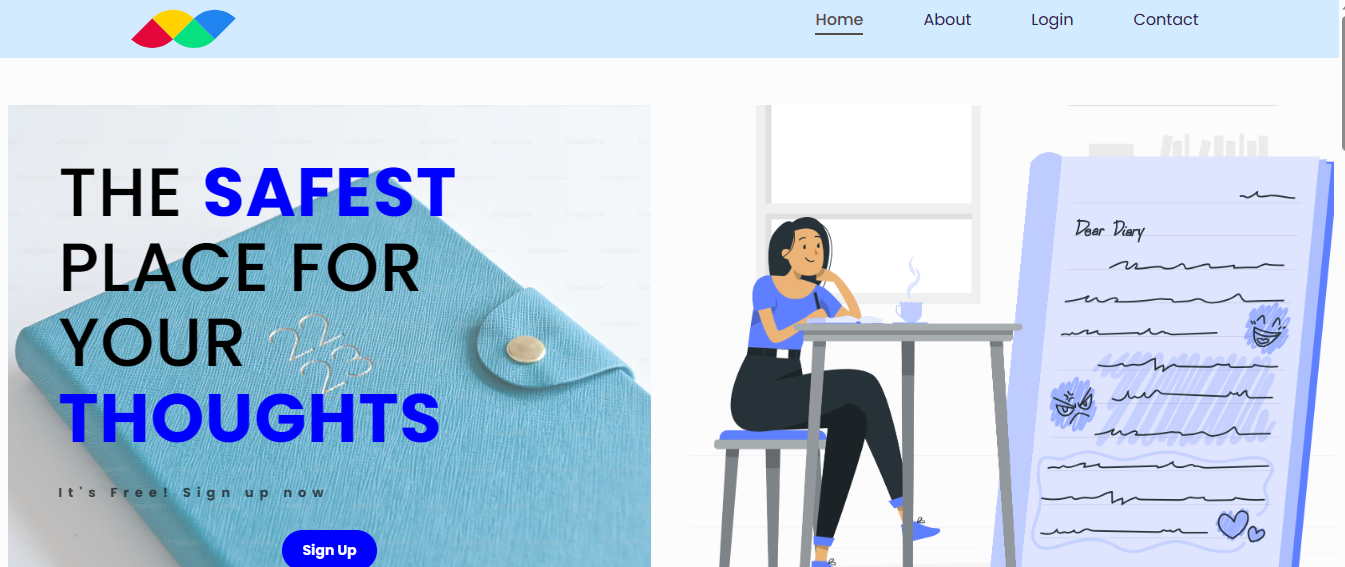 Home About Login Contact
THE SAFEST
PLACE FOR
YOUR
THOUGHTS
It's Free! Sign up now
Sign Up
Dear Diary